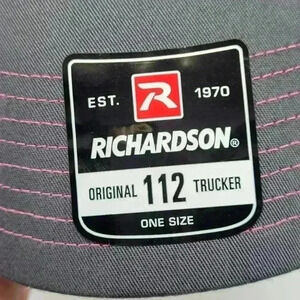 EST. R 1970
RICHARDSON®
ORIGINAL 112 TRUCKER
ONE SIZE